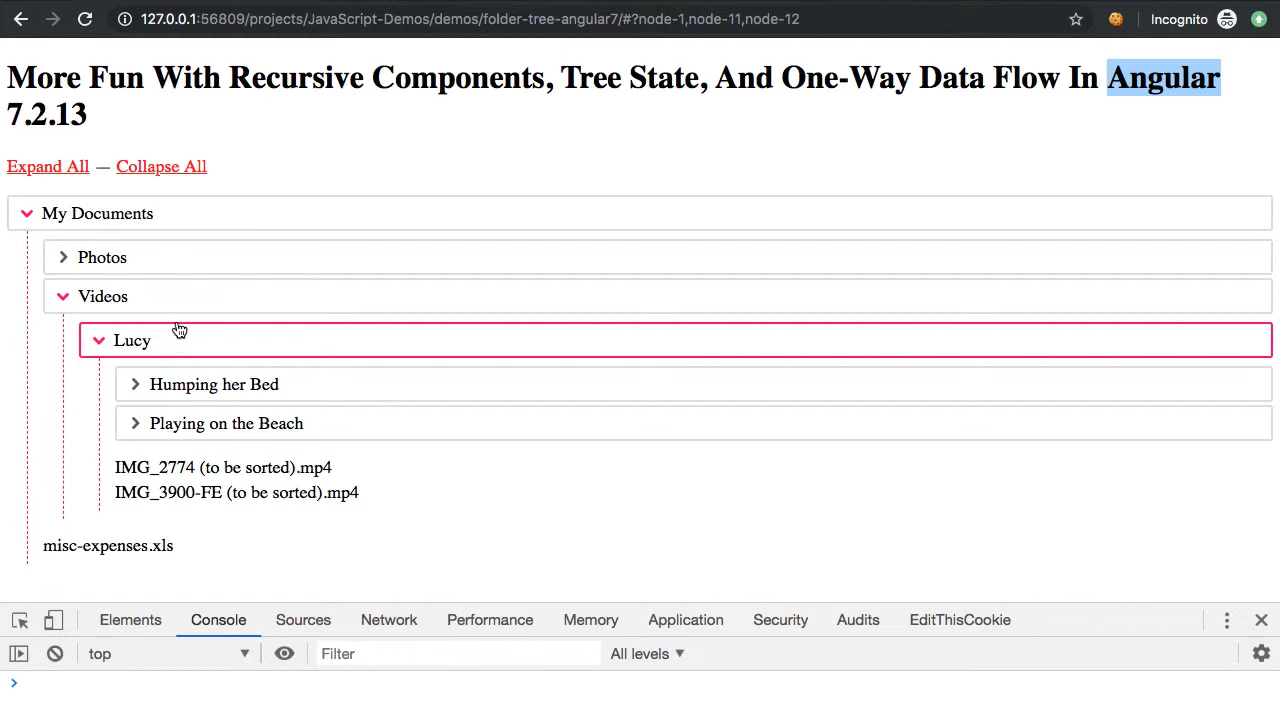 127.0.0.1:56809/projects/JavaScript-Demos/demos/folder-tree-angular7/#?node-1,node-11,node-12
Incognito
More Fun With Recursive Components, Tree State, And One-Way Data Flow In Angular
7.2.13
Expand All — Collapse All
My Documents
Photos
Videos
Lucy
Humping her Bed
Playing on the Beach
IMG_2774 (to be sorted).mp4
IMG_3900-FE (to be sorted).mp4
misc-expenses.xls
Elements Console Sources Network Performance Memory Application Security Audits EditThisCookie
top Filter All levels